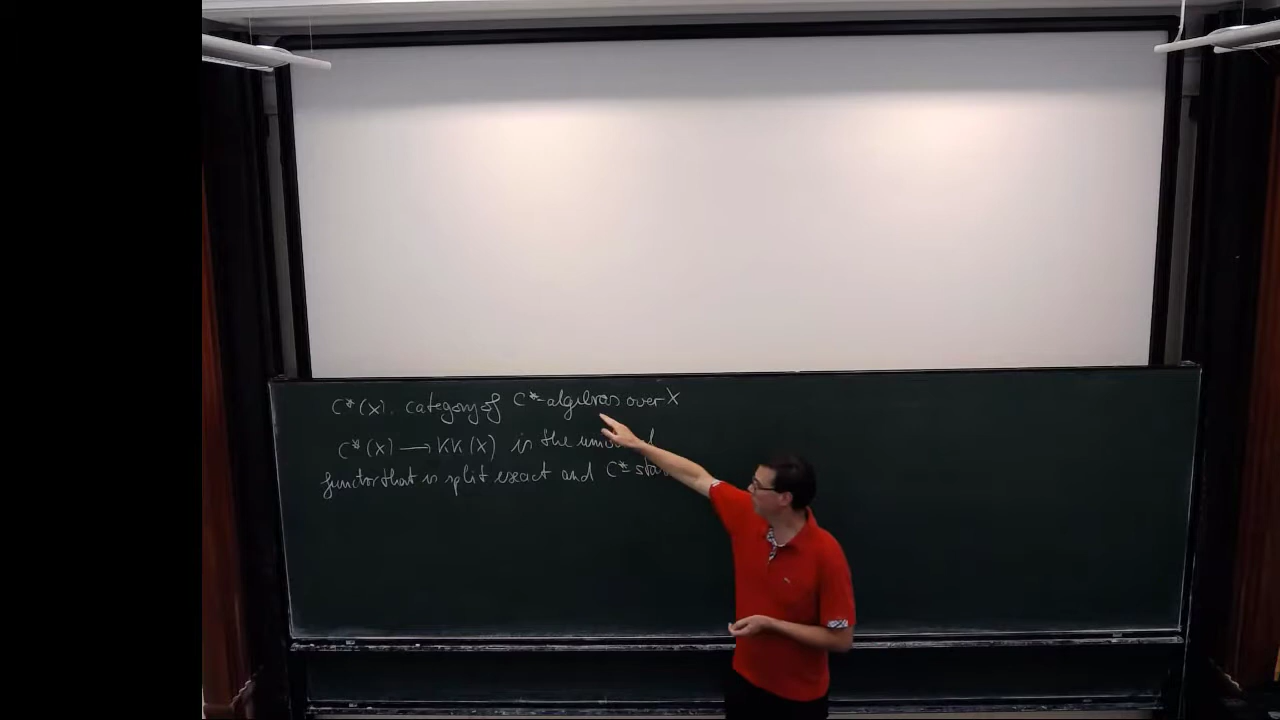 C*(X). category of C*-algebras over X
C*(X) → KK(X) is the
functor that is split exact and C*-